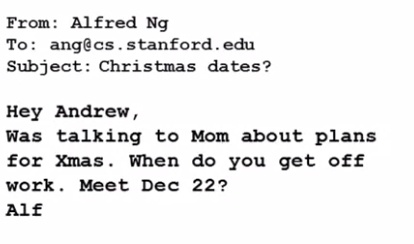 From: Alfred Ng
To: ang@cs.stanford.edu
Subject: Christmas dates?
Hey Andrew,
Was talking to Mom about plans
for Xmas. When do you get off
work. Meet Dec 22?
Alf